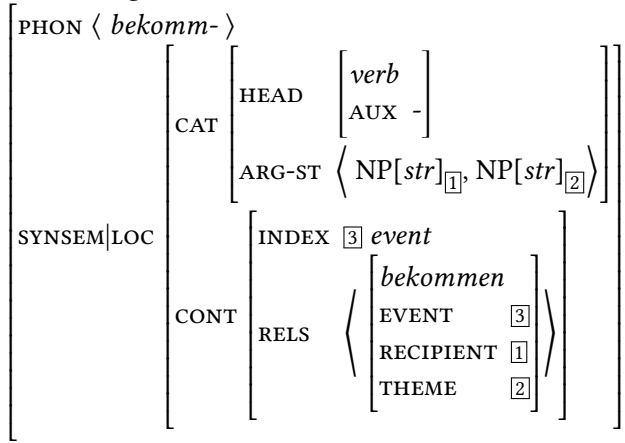 PHON ⟨ bekomm- ⟩
verb
HEAD
AUX -
CAT
ARG-ST ⟨ NP[str]1, NP[str]2 ⟩
SYNSEM|LOC
INDEX 3 event
bekommen
EVENT 3
CONT
RELS ⟨ ⟩
RECIPIENT 1
THEME 2